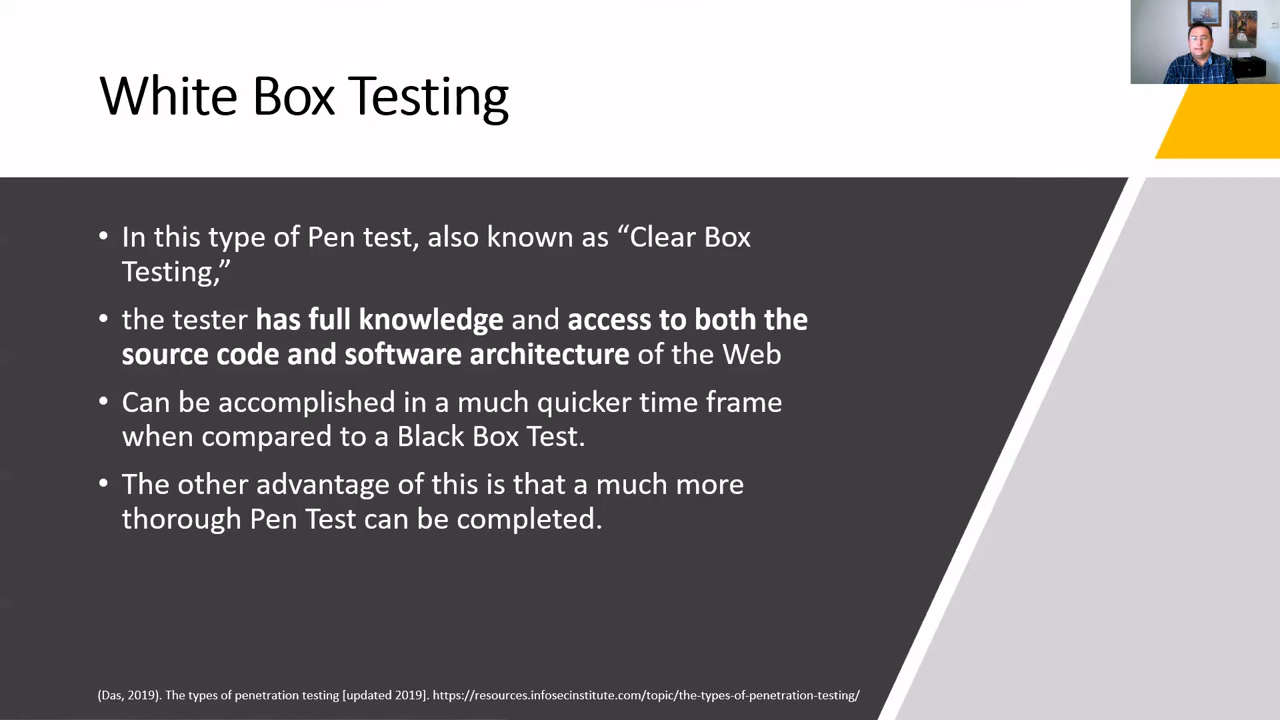 White Box Testing
• In this type of Pen test, also known as “Clear Box
Testing,”
• the tester has full knowledge and access to both the
source code and software architecture of the Web
• Can be accomplished in a much quicker time frame
when compared to a Black Box Test.
• The other advantage of this is that a much more
thorough Pen Test can be completed.
(Das, 2019). The types of penetration testing [updated 2019]. https://resources.infosecinstitute.com/topic/the-types-of-penetration-testing/